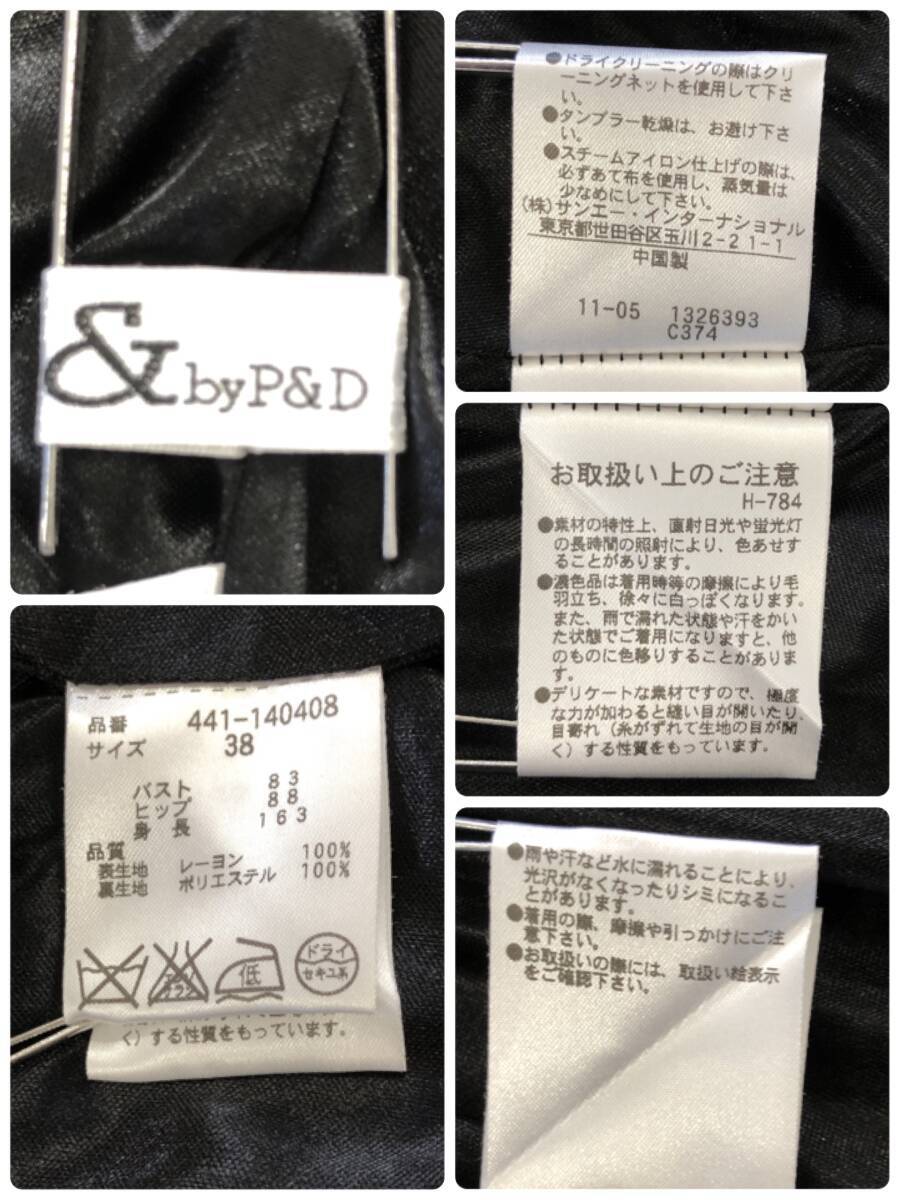 & byP&D
●ドライクリーニングの際はクリ
ーニングネットを使用して下さ
い。
●タンブラー乾燥は、お避け下さ
い。
●スチームアイロン仕上げの際は、
必ずあて布を使用し、蒸気量は
少なめにして下さい。
(株)サンエー・インターナショナル
東京都世田谷区玉川2-21-1
中国製
11-05 1326393
C374
お取扱い上のご注意
H-784
●素材の特性上、直射日光や蛍光灯
の長時間の照射により、色あせす
ることがあります。
●濃色品は着用時等の摩擦により毛
羽立ち、徐々に白っぽくなります。
また、雨で濡れた状態や汗をかい
た状態でご着用になりますと、他
のものに色移りすることがありま
す。
●デリケートな素材ですので、極度
な力が加わると縫い目が開いたり、
目寄れ(糸がずれて生地の目が開
く)する性質をもっています。
品番 441-140408
サイズ 38
バスト 83
ヒップ 88
身長 163
品質
表生地 レーヨン 100%
裏生地 ポリエステル 100%
エンソ サラシ 低 ドライ セキユ系
く)する性質をもっています。
●雨や汗など水に濡れることにより、
光沢がなくなったりシミになるこ
とがあります。
●着用の際、摩擦や引っかけにご注
意下さい。
●お取扱いの際には、取扱い絵表示
をご確認下さい。